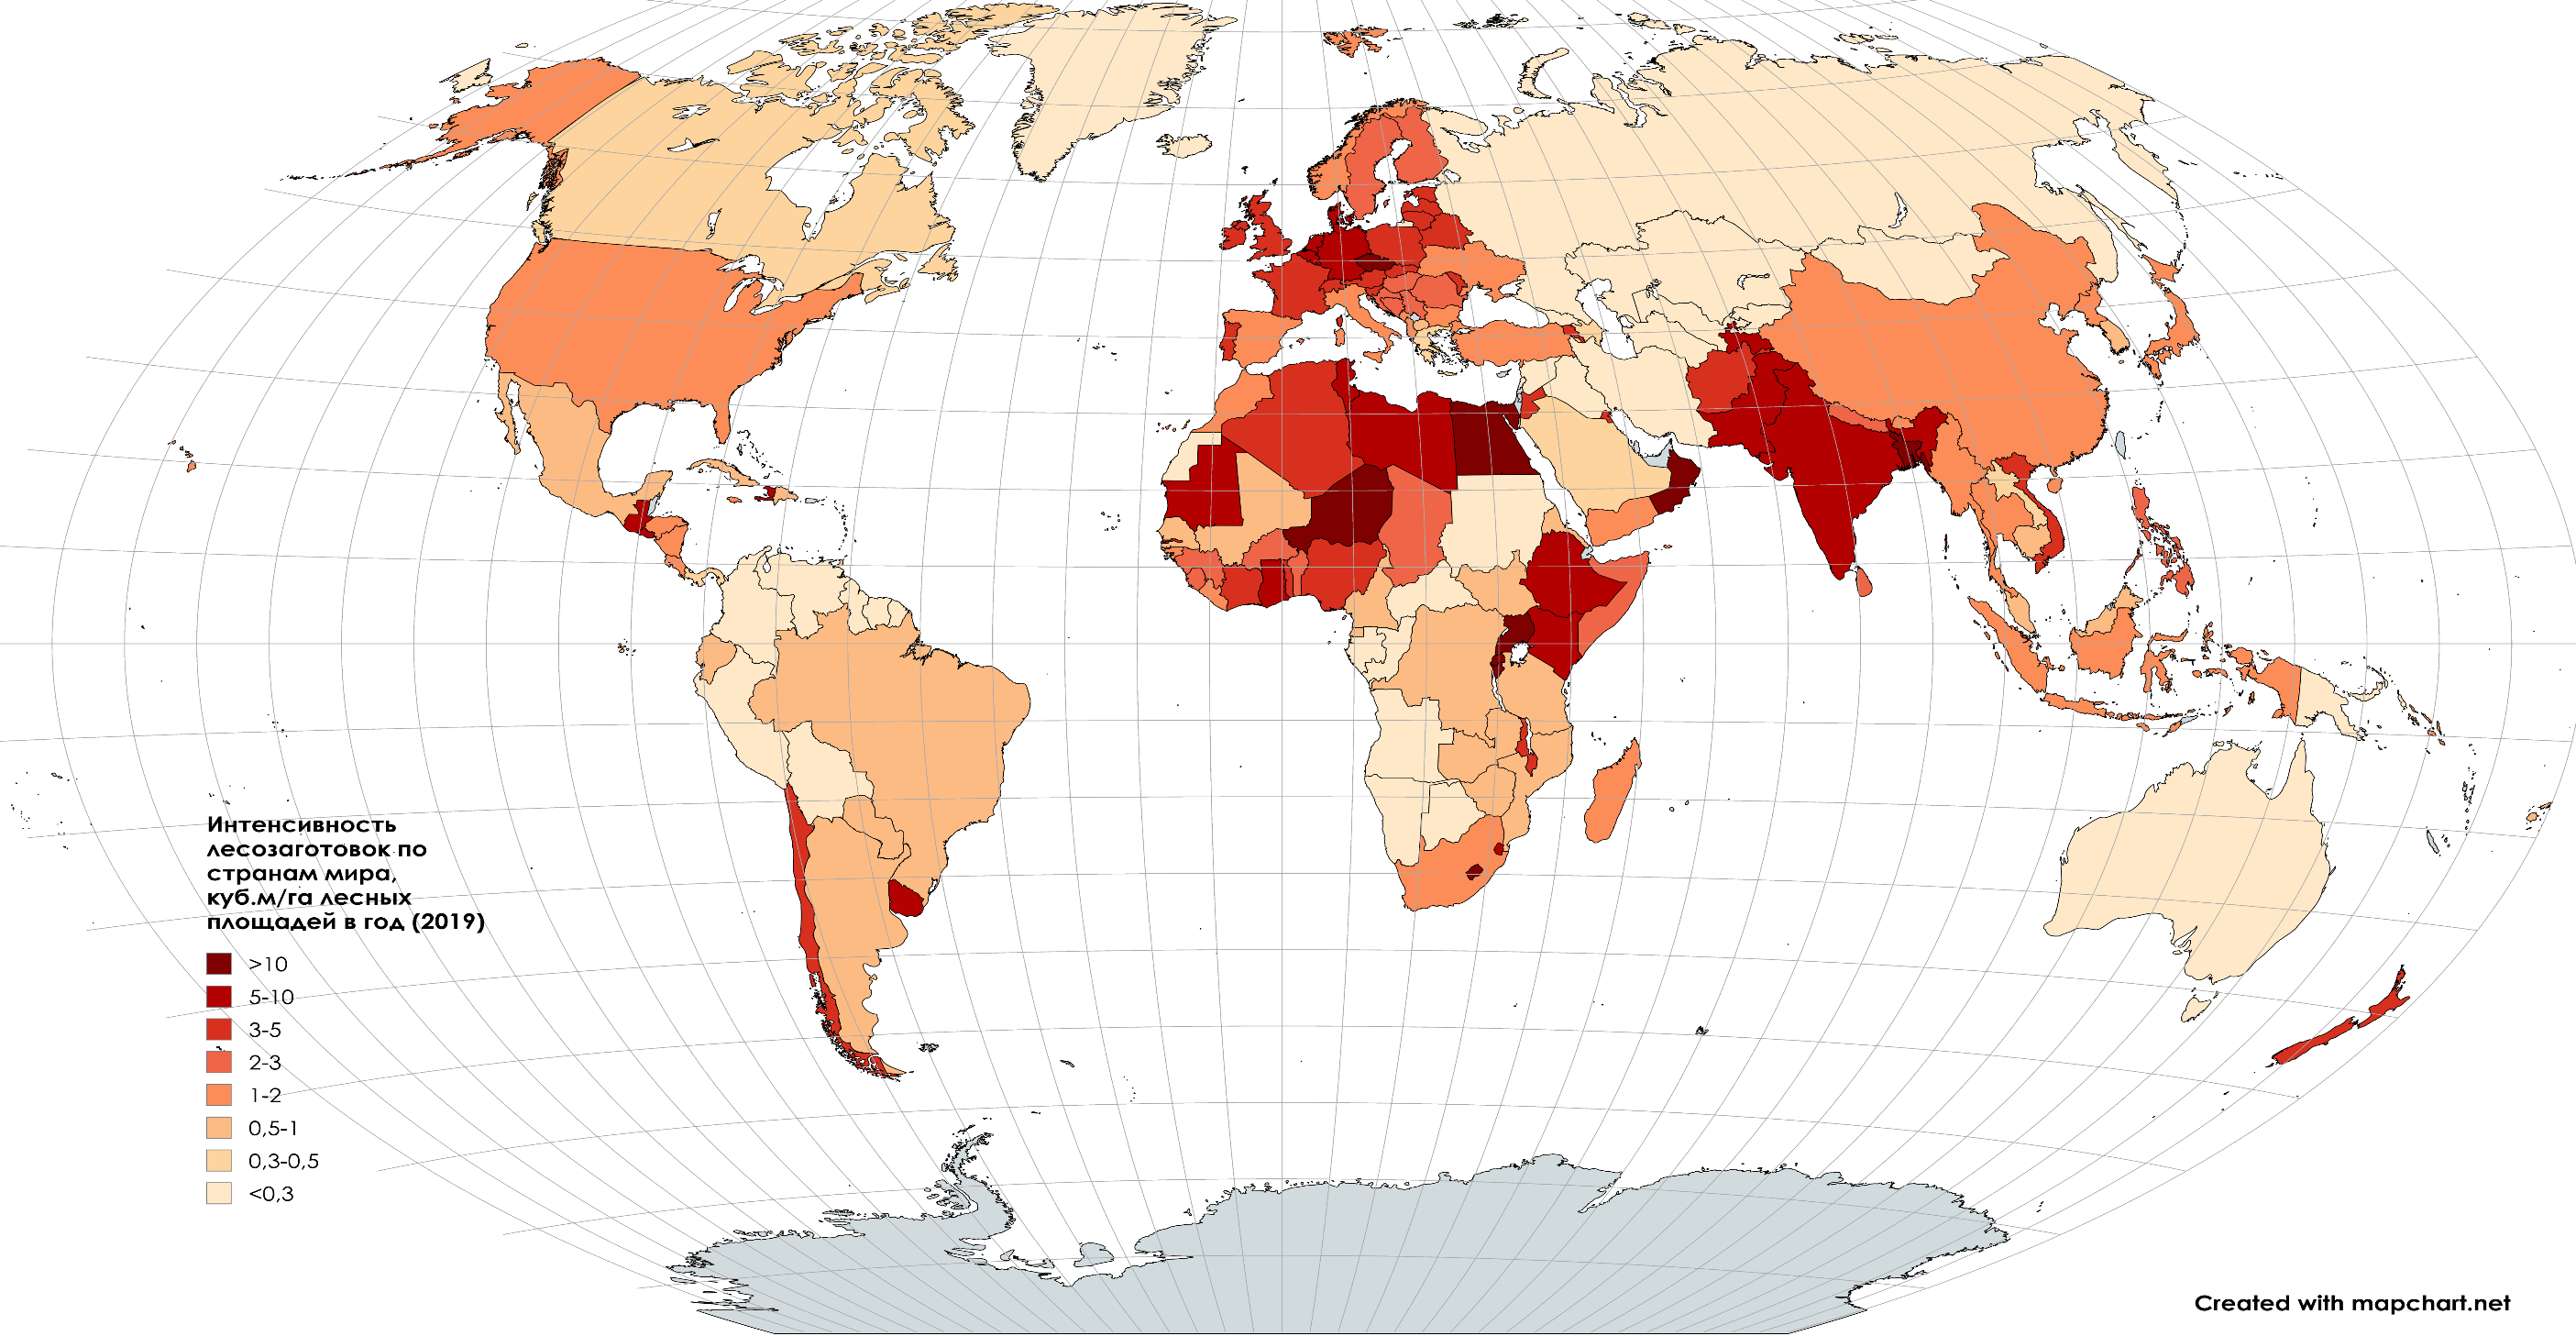 Интенсивность
лесозаготовок по
странам мира,
куб.м/га лесных
площадей в год (2019)
>10
5-10
3-5
2-3
1-2
0,5-1
0,3-0,5
<0,3
Created with mapchart.net